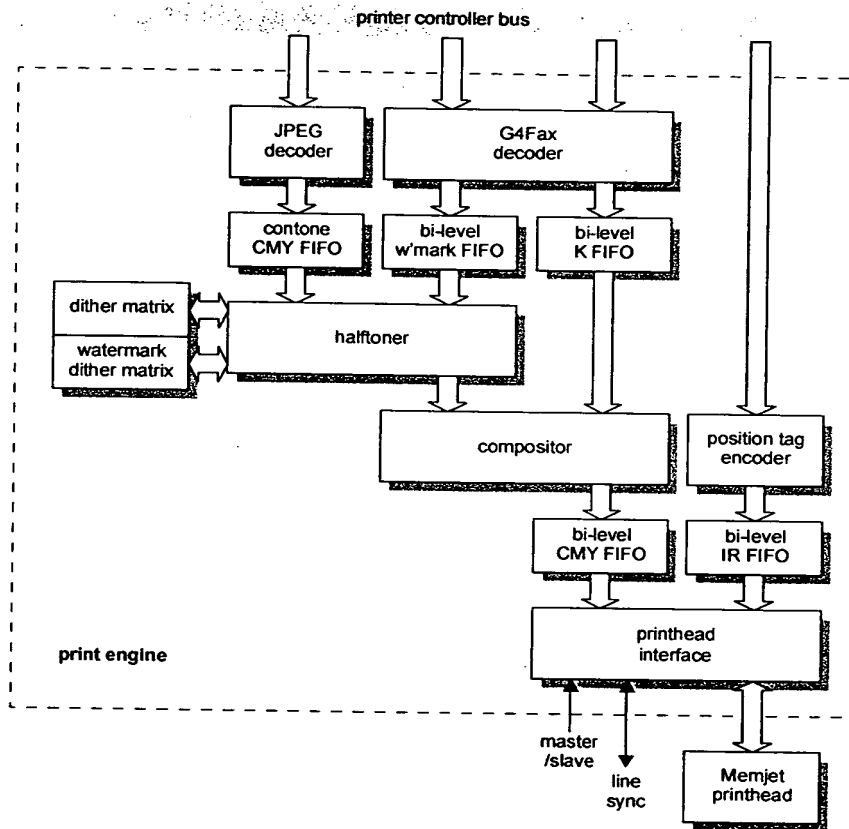 printer controller bus
JPEG
decoder
G4Fax
decoder
contone
CMY FIFO
bi-level
w'mark FIFO
bi-level
K FIFO
dither matrix
watermark
dither matrix
halftoner
compositor
position tag
encoder
bi-level
CMY FIFO
bi-level
IR FIFO
printhead
interface
print engine
master
/slave
line
sync
Memjet
printhead